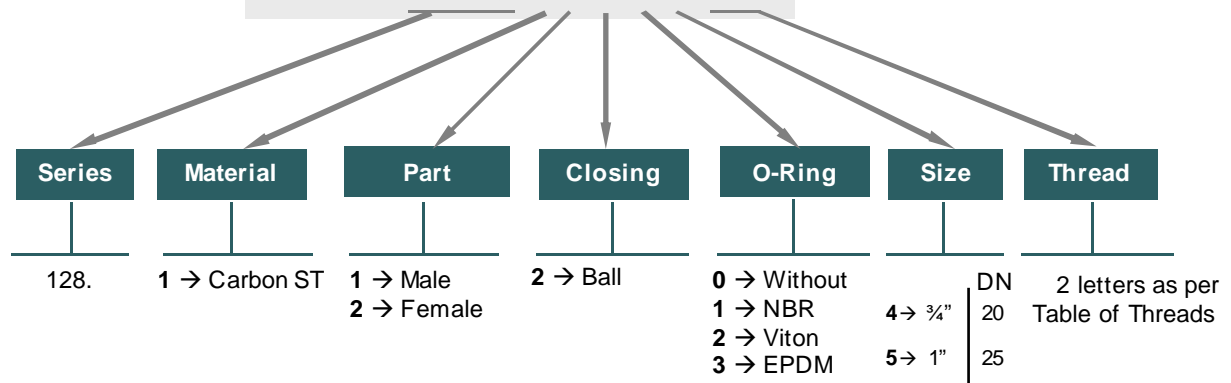 Series Material Part Closing O-Ring Size Thread
128.
1 → Carbon ST
1 → Male
2 → Female
2 → Ball
0 → Without
1 → NBR
2 → Viton
3 → EPDM
DN
4→ ¾” 20
5→ 1” 25
2 letters as per
Table of Threads